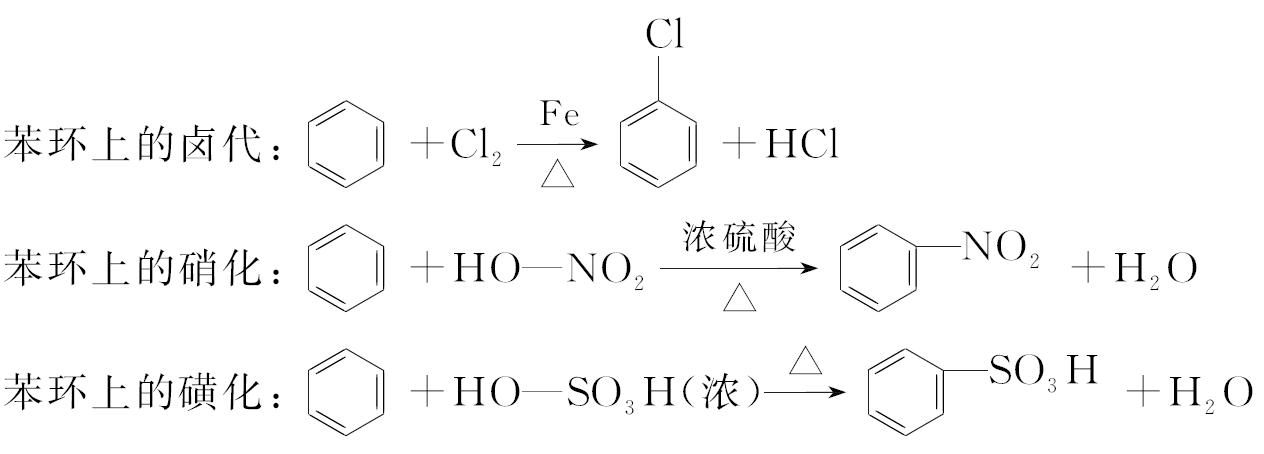 苯环上的卤代: +Cl₂ Fe △ Cl +HCl
苯环上的硝化: +HO—NO₂ 浓硫酸 △ —NO₂ +H₂O
苯环上的磺化: +HO—SO₃H(浓) △ —SO₃H +H₂O